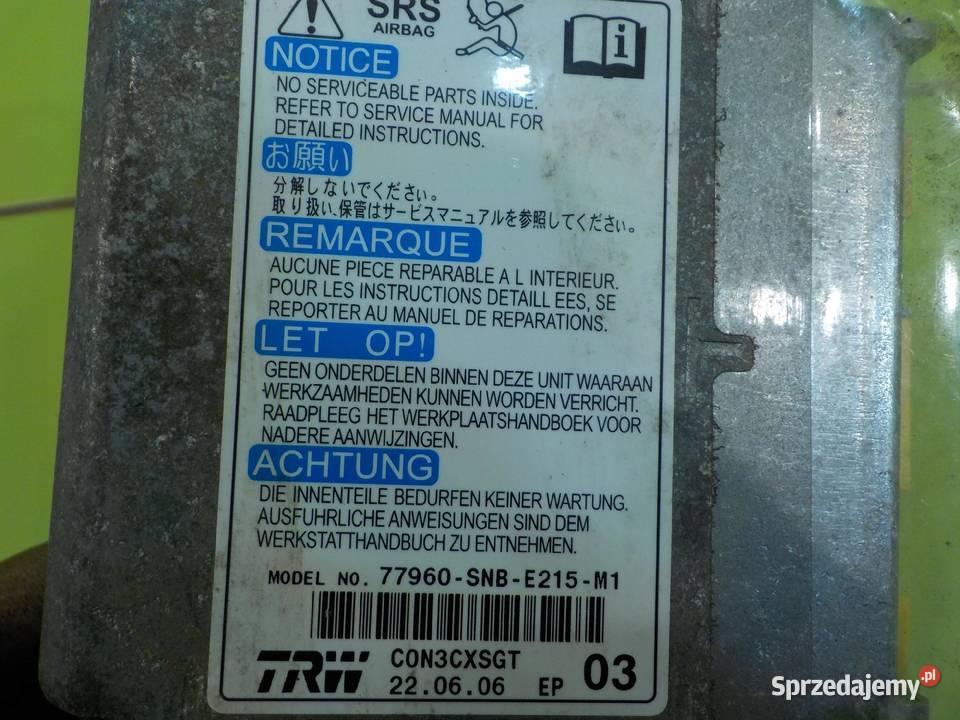 SRS
AIRBAG
i
NOTICE
NO SERVICEABLE PARTS INSIDE.
REFER TO SERVICE MANUAL FOR
DETAILED INSTRUCTIONS.
お願い
分解しないでください。
取り扱い、保管はサービスマニュアルを参照してください。
REMARQUE
AUCUNE PIECE REPARABLE A L INTERIEUR.
POUR LES INSTRUCTIONS DETAILL EES, SE
REPORTER AU MANUEL DE REPARATIONS.
LET OP!
GEEN ONDERDELEN BINNEN DEZE UNIT WAARAAN
WERKZAAMHEDEN KUNNEN WORDEN VERRICHT.
RAADPLEEG HET WERKPLAATSHANDBOEK VOOR
NADERE AANWIJZINGEN.
ACHTUNG
DIE INNENTEILE BEDURFEN KEINER WARTUNG.
AUSFUHRLICHE ANWEISUNGEN SIND DEM
WERKSTATTHANDBUCH ZU ENTNEHMEN.
MODEL NO. 77960-SNB-E215-M1
TRW CON3CXSGT
22.06.06 EP 03
Sprzedajemy.pl